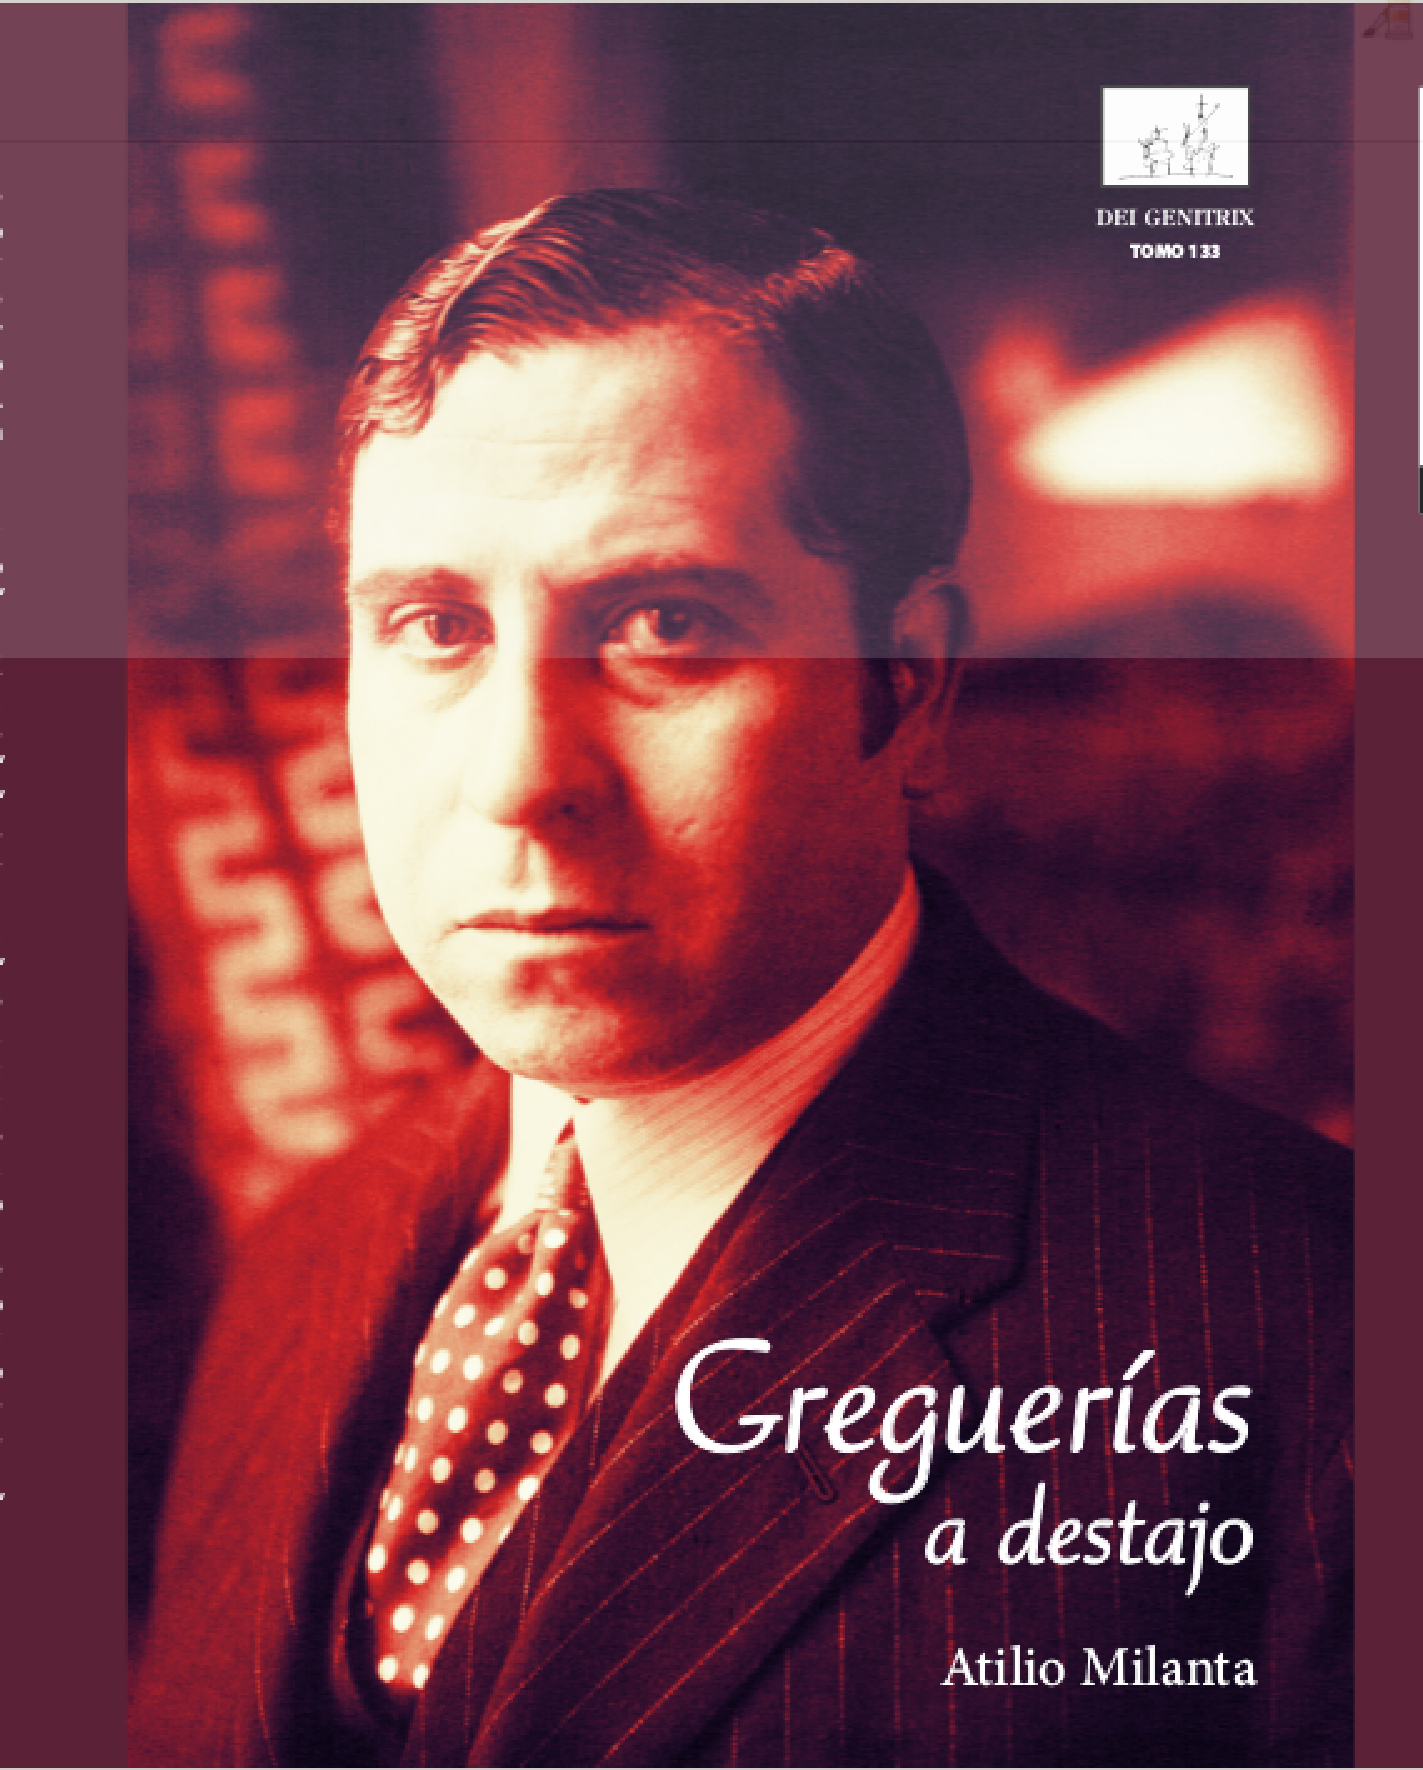 DEI GENITRIX
TOMO 133
Greguerías
a destajo
Atilio Milanta